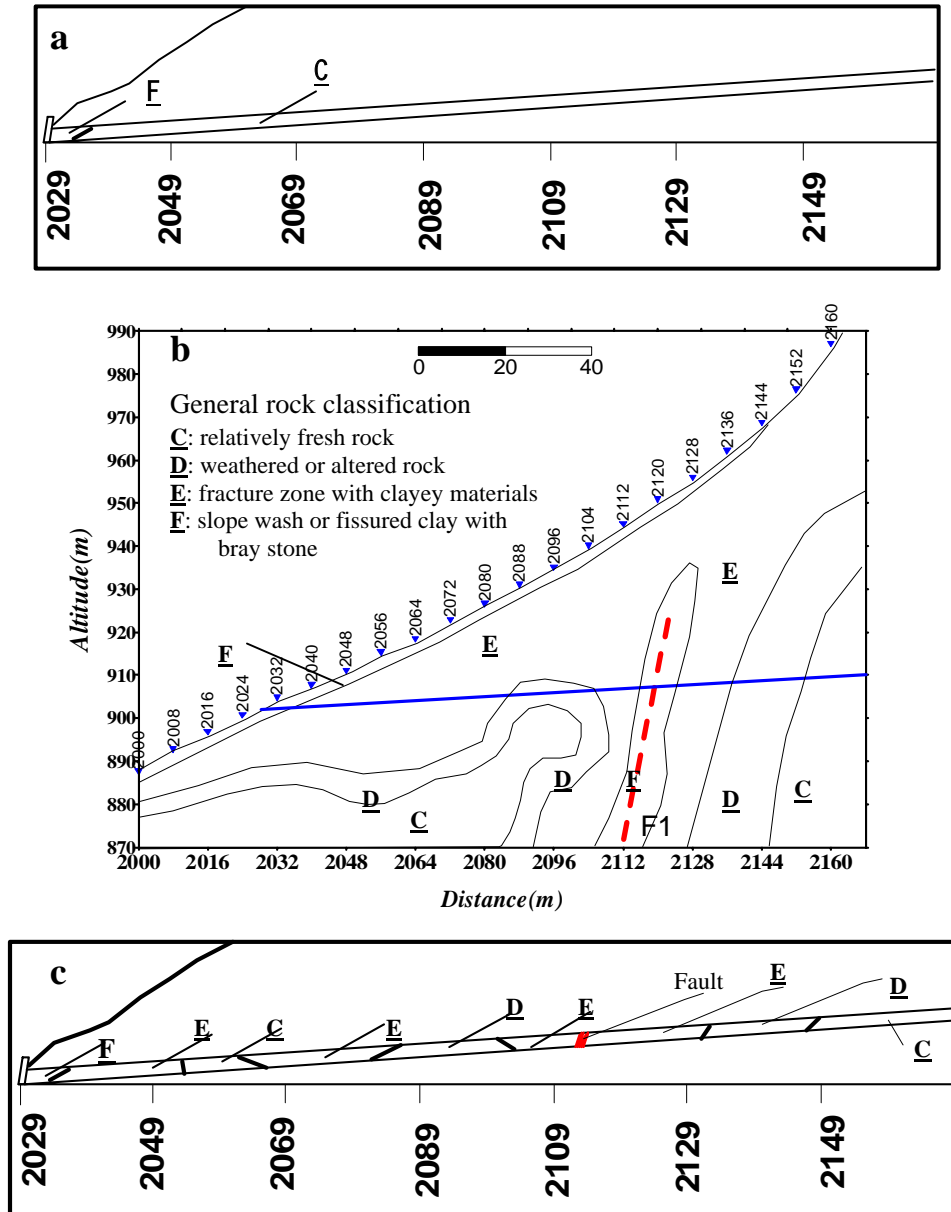 a
F
C
2029
2049
2069
2089
2109
2129
2149
b
0
20
40
General rock classification
C: relatively fresh rock
D: weathered or altered rock
E: fracture zone with clayey materials
F: slope wash or fissured clay with
bray stone
Altitude(m)
990
980
970
960
950
940
930
920
910
900
890
880
870
2000
2008
2016
2024
2032
2040
2048
2056
2064
2072
2080
2088
2096
2104
2112
2120
2128
2136
2144
2152
2160
F
E
E
D
C
D
F
F1
D
C
2000
2016
2032
2048
2064
2080
2096
2112
2128
2144
2160
Distance(m)
c
F
E
C
E
D
E
Fault
E
D
C
2029
2049
2069
2089
2109
2129
2149